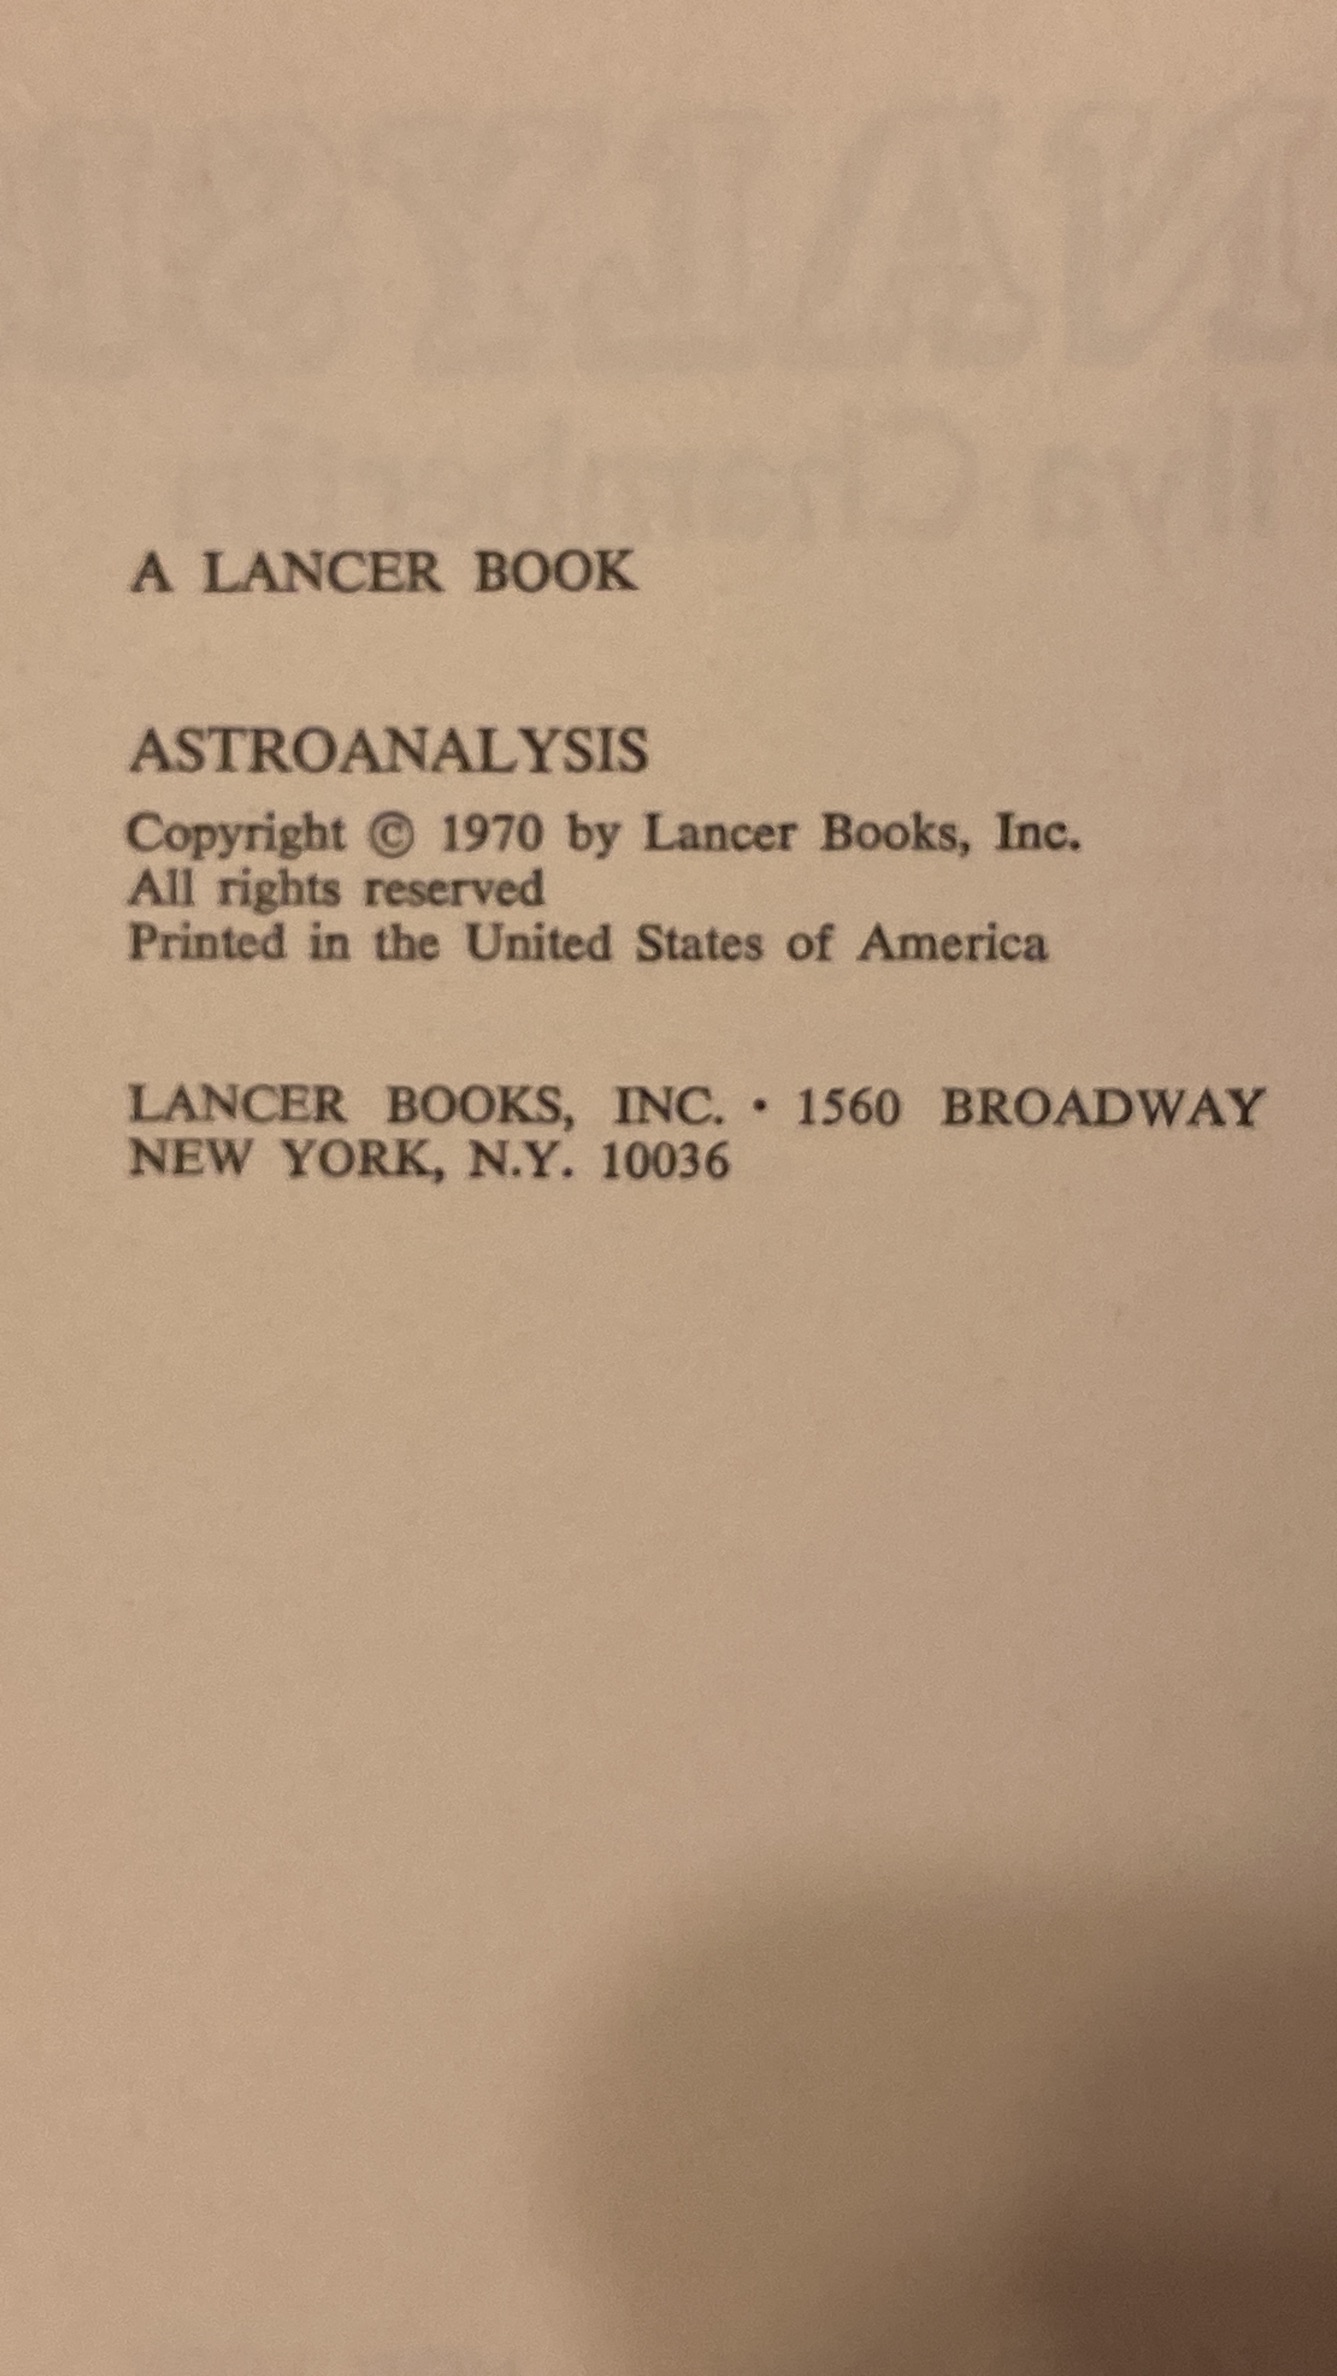 A LANCER BOOK
ASTROANALYSIS
Copyright © 1970 by Lancer Books, Inc.
All rights reserved
Printed in the United States of America
LANCER BOOKS, INC. • 1560 BROADWAY
NEW YORK, N.Y. 10036